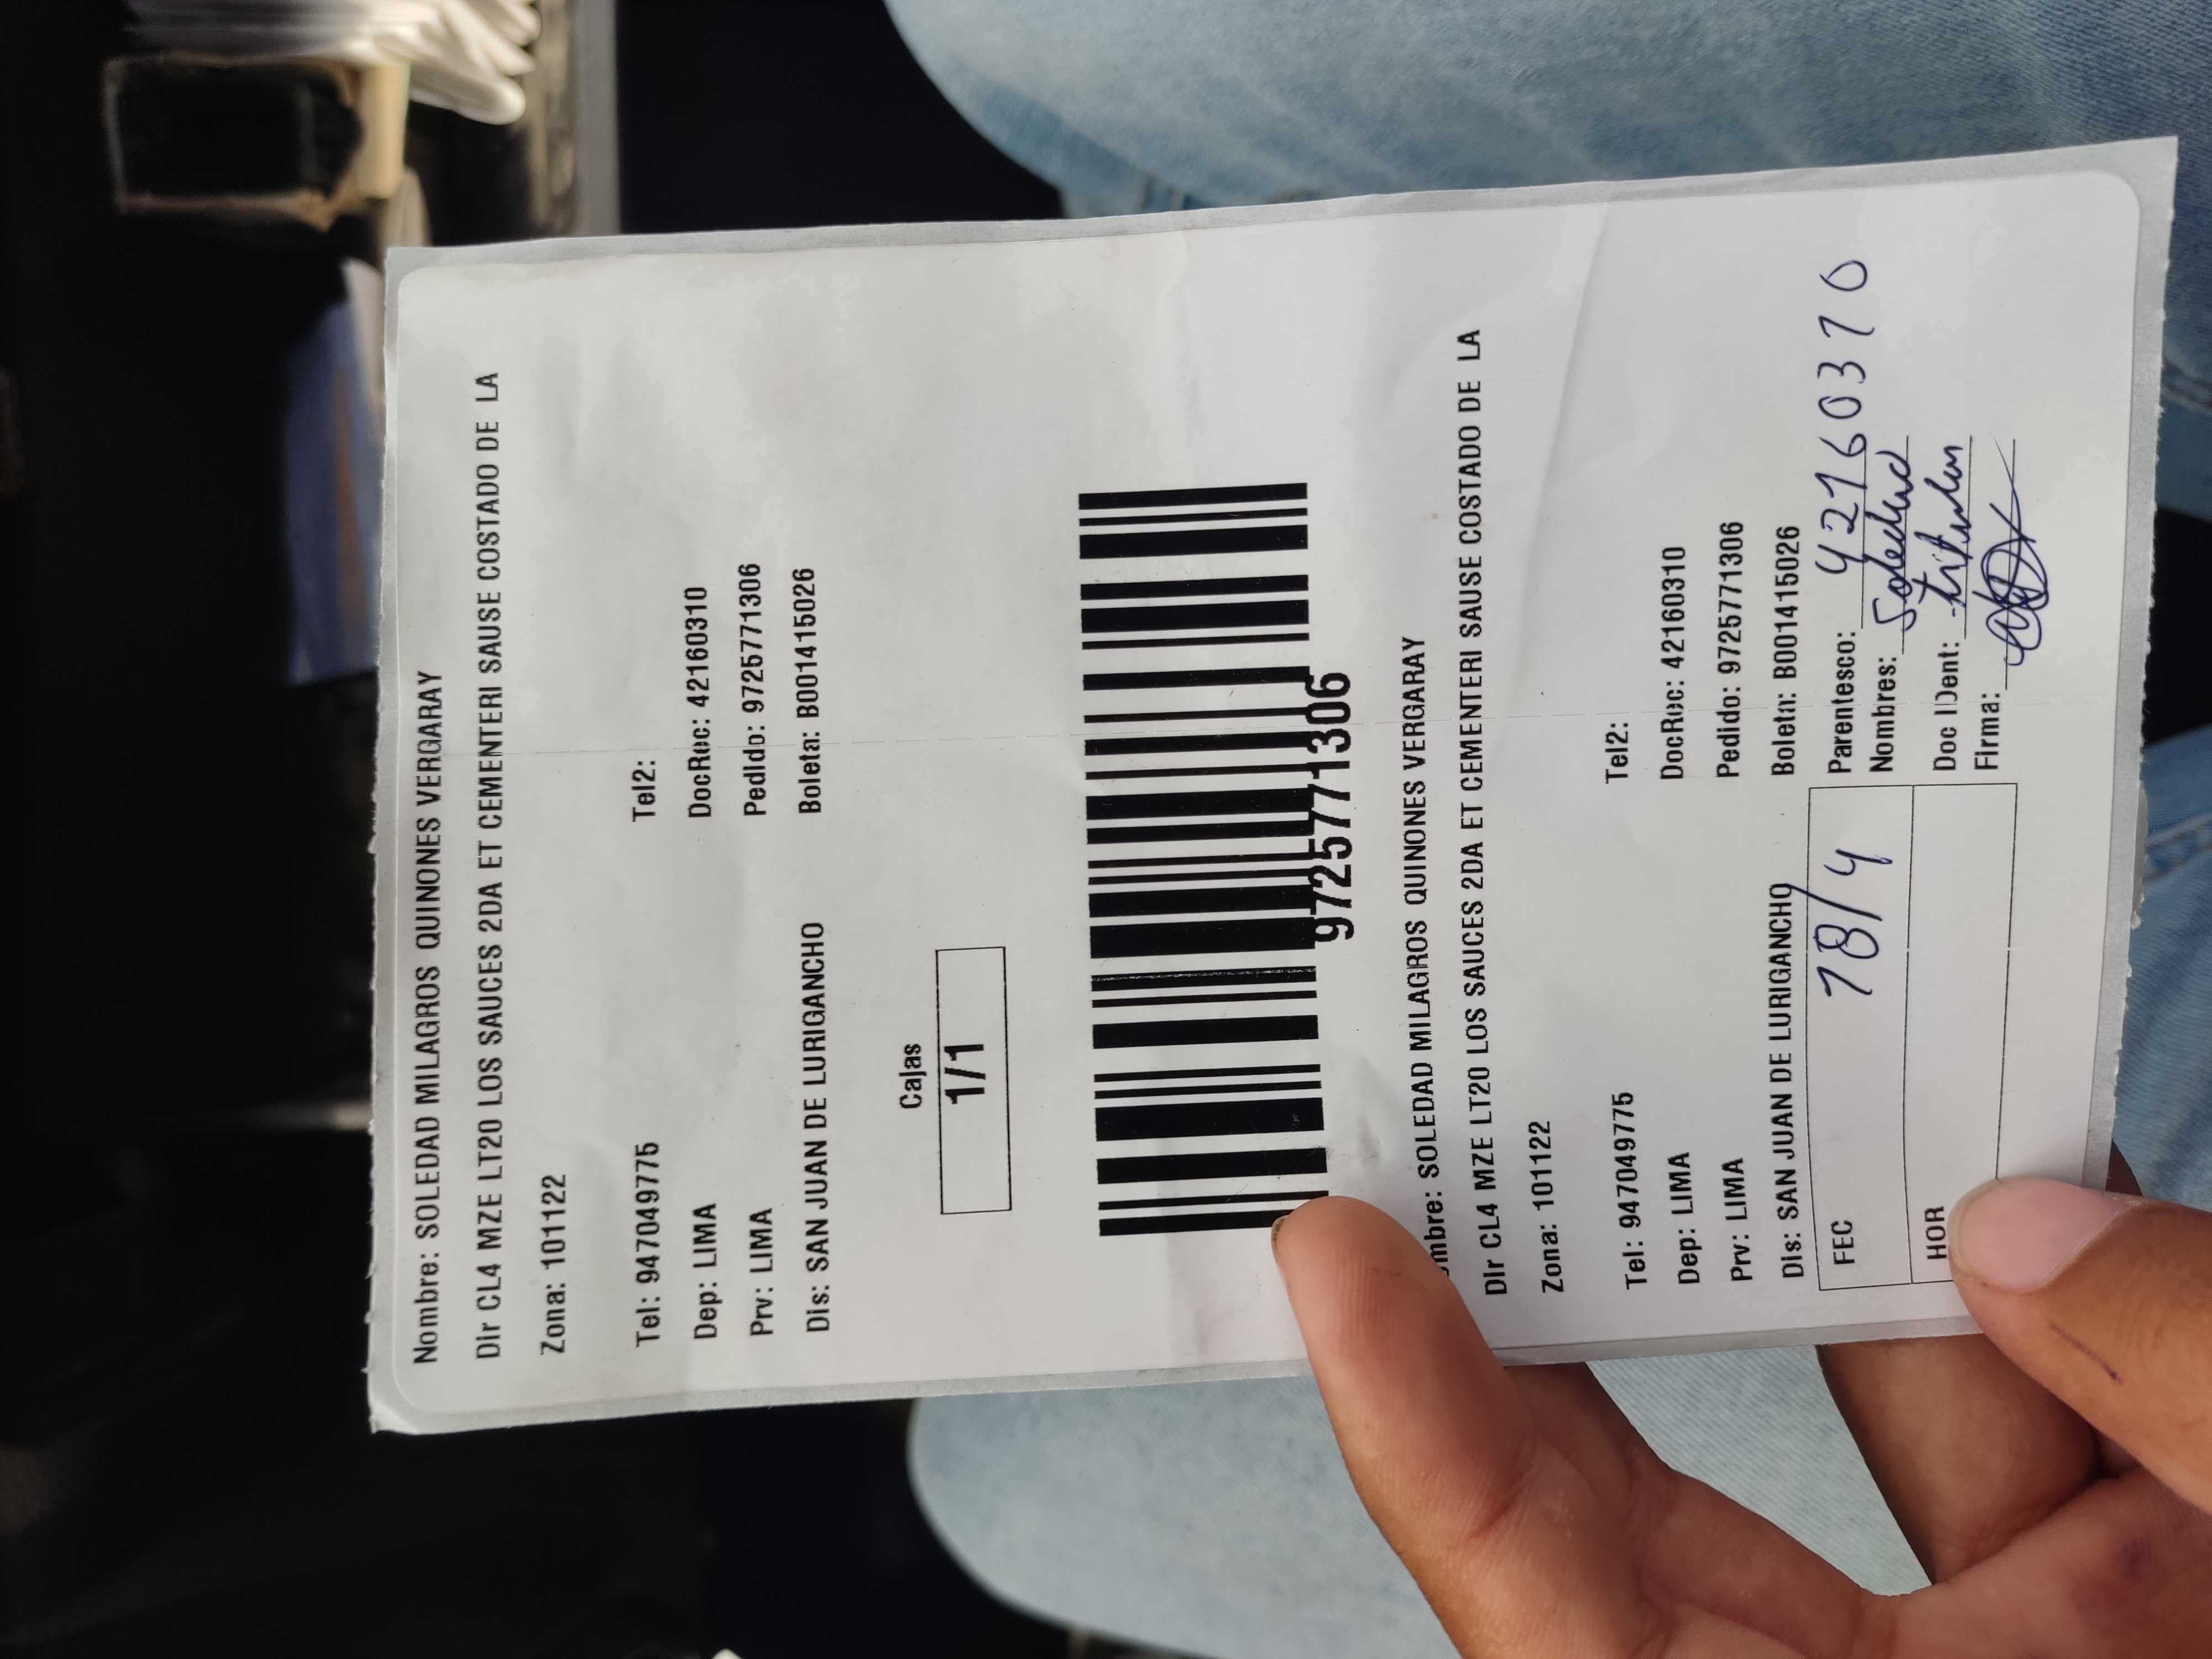 Nombre: SOLEDAD MILAGROS QUINONES VERGARAY
Dir CL4 MZE LT20 LOS SAUCES 2DA ET CEMENTERI SAUSE COSTADO DE LA
Zona: 101122
Tel: 947049775 Tel2:
Dep: LIMA DocRec: 42160310
Prv: LIMA Pedido: 9725771306
Dis: SAN JUAN DE LURIGANCHO Boleta: B001415026
Cajas
1/1
9725771306
mbre: SOLEDAD MILAGROS QUINONES VERGARAY
Dir CL4 MZE LT20 LOS SAUCES 2DA ET CEMENTERI SAUSE COSTADO DE LA
Zona: 101122
Tel: 947049775 Tel2:
Dep: LIMA DocRec: 42160310
Prv: LIMA Pedido: 9725771306
Dis: SAN JUAN DE LURIGANCHO Boleta: B001415026
FEC 18/4 Parentesco: 42160310
Nombres: Soledad
HOR Doc IDent: titular
Firma: